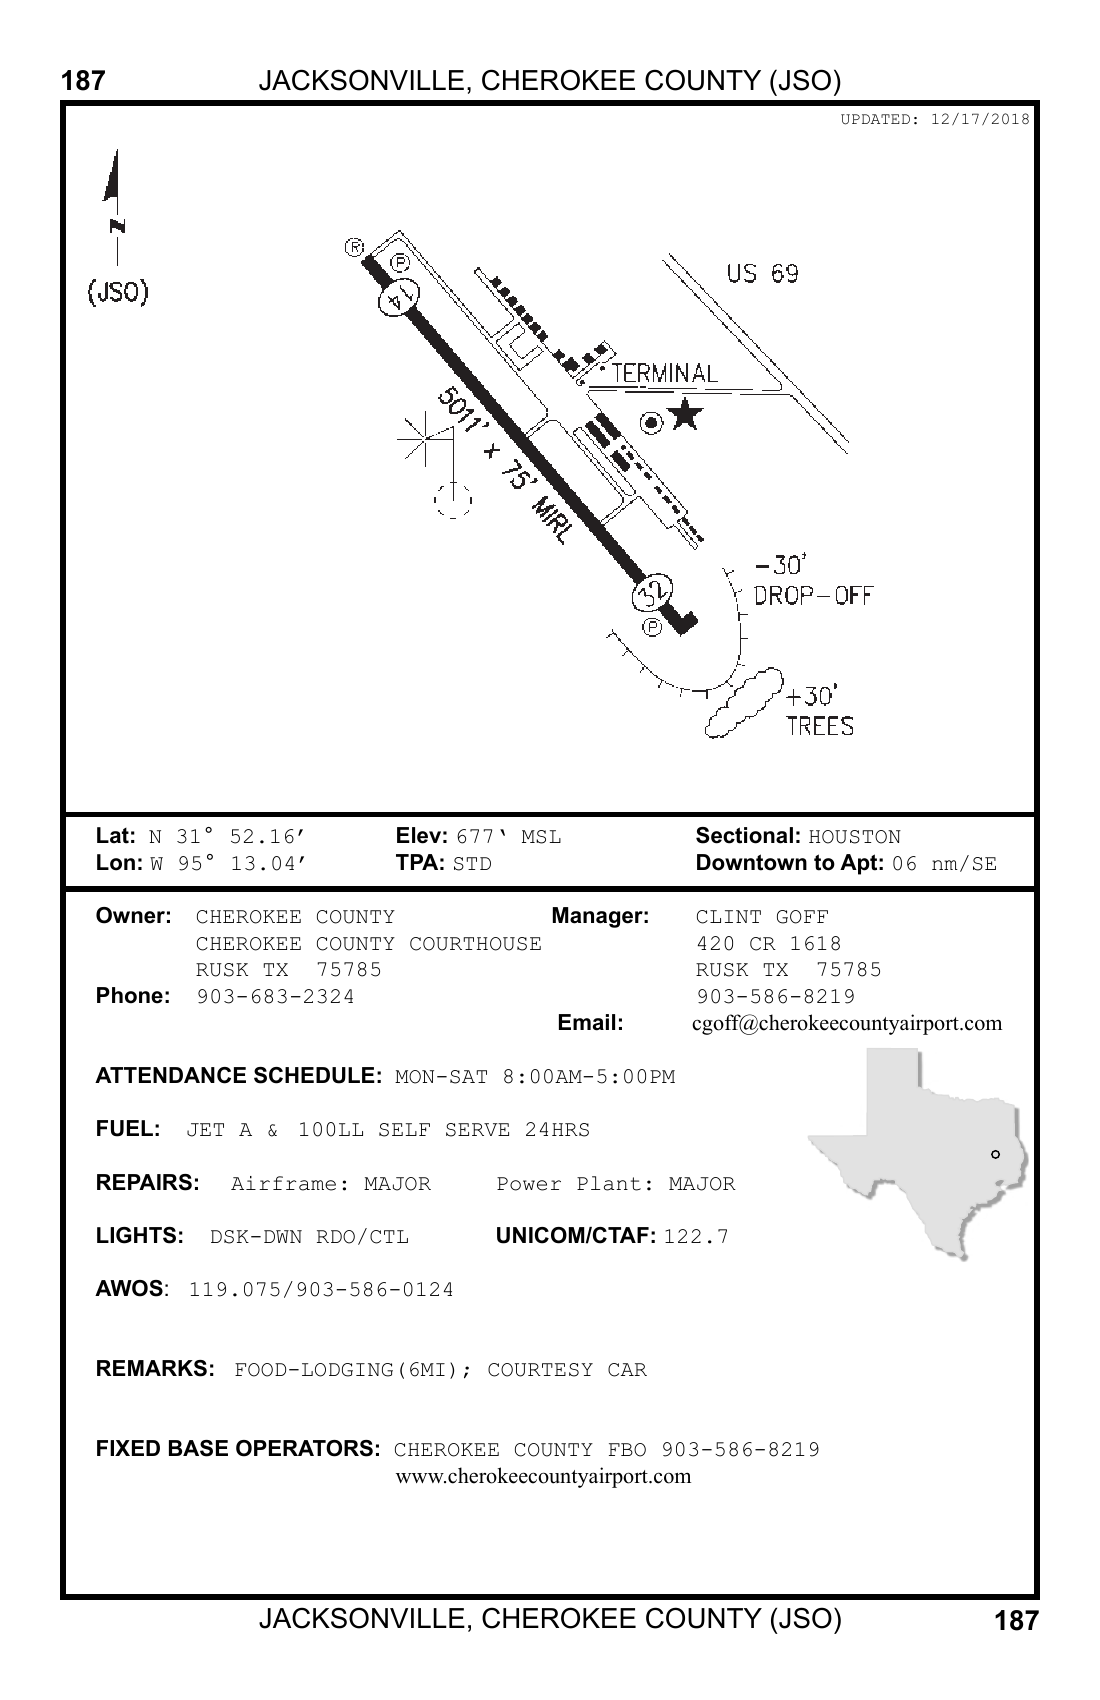 187 JACKSONVILLE, CHEROKEE COUNTY (JSO)
UPDATED: 12/17/2018
N
(JSO)
R
P
14
US 69
TERMINAL
5011' x 75' MIRL
32
P
-30'
DROP-OFF
+30'
TREES
Lat: N 31° 52.16’ Elev: 677‘ MSL Sectional: HOUSTON
Lon: W 95° 13.04’ TPA: STD Downtown to Apt: 06 nm/SE
Owner: CHEROKEE COUNTY Manager: CLINT GOFF
CHEROKEE COUNTY COURTHOUSE 420 CR 1618
RUSK TX 75785 RUSK TX 75785
Phone: 903-683-2324 903-586-8219
Email: cgoff@cherokeecountyairport.com
ATTENDANCE SCHEDULE: MON-SAT 8:00AM-5:00PM
FUEL: JET A & 100LL SELF SERVE 24HRS
REPAIRS: Airframe: MAJOR Power Plant: MAJOR
LIGHTS: DSK-DWN RDO/CTL UNICOM/CTAF: 122.7
AWOS: 119.075/903-586-0124
REMARKS: FOOD-LODGING(6MI); COURTESY CAR
FIXED BASE OPERATORS: CHEROKEE COUNTY FBO 903-586-8219
www.cherokeecountyairport.com
JACKSONVILLE, CHEROKEE COUNTY (JSO) 187